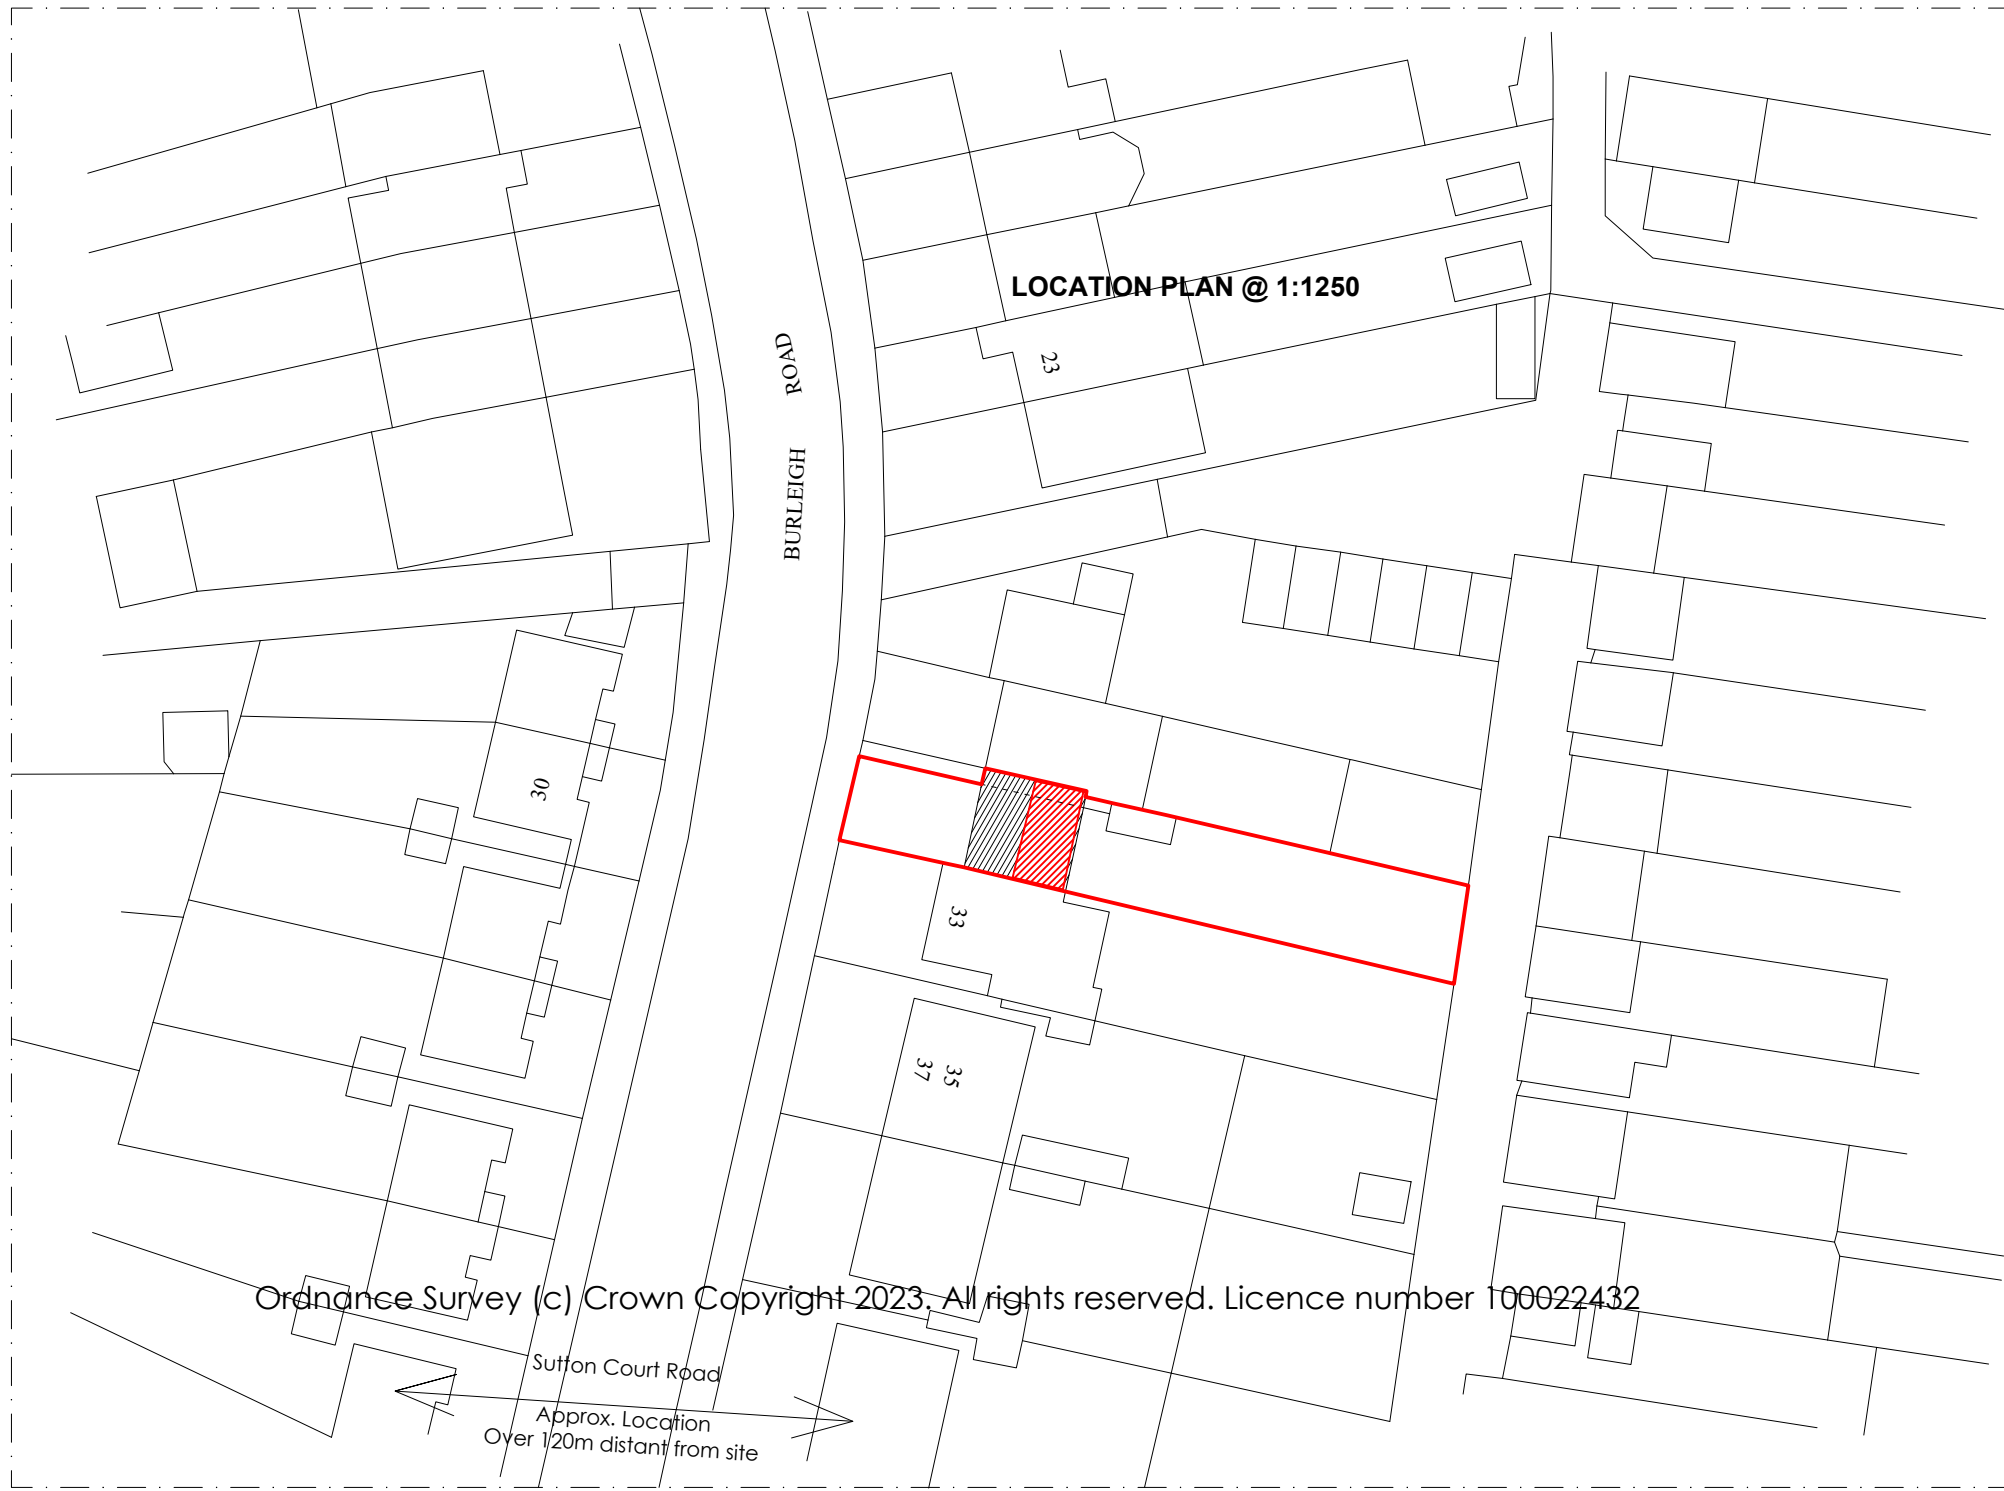 LOCATION PLAN @ 1:1250
BURLEIGH ROAD
23
30
33
35
37
Ordnance Survey (c) Crown Copyright 2023. All rights reserved. Licence number 100022432
Sutton Court Road
Approx. Location
Over 120m distant from site